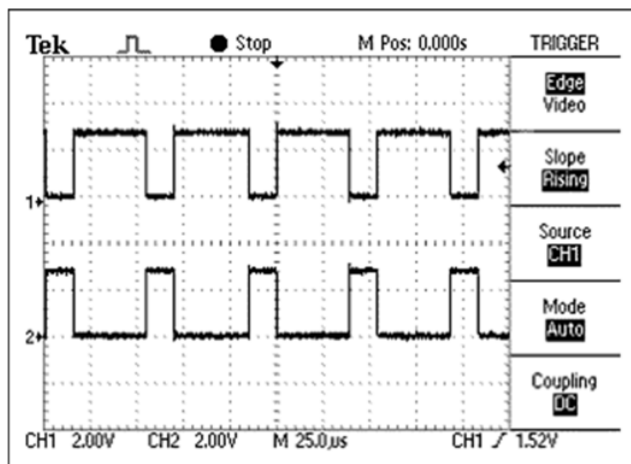 Tek Stop M Pos: 0.000s TRIGGER
Edge
Video
Slope
Rising
1
Source
CH1
Mode
Auto
2
Coupling
DC
CH1 2.00V CH2 2.00V M 25.0µs CH1 1.52V